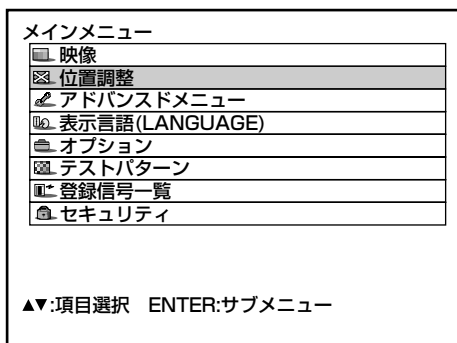 メインメニュー
映像
位置調整
アドバンスドメニュー
表示言語(LANGUAGE)
オプション
テストパターン
登録信号一覧
セキュリティ
▲▼:項目選択 ENTER:サブメニュー